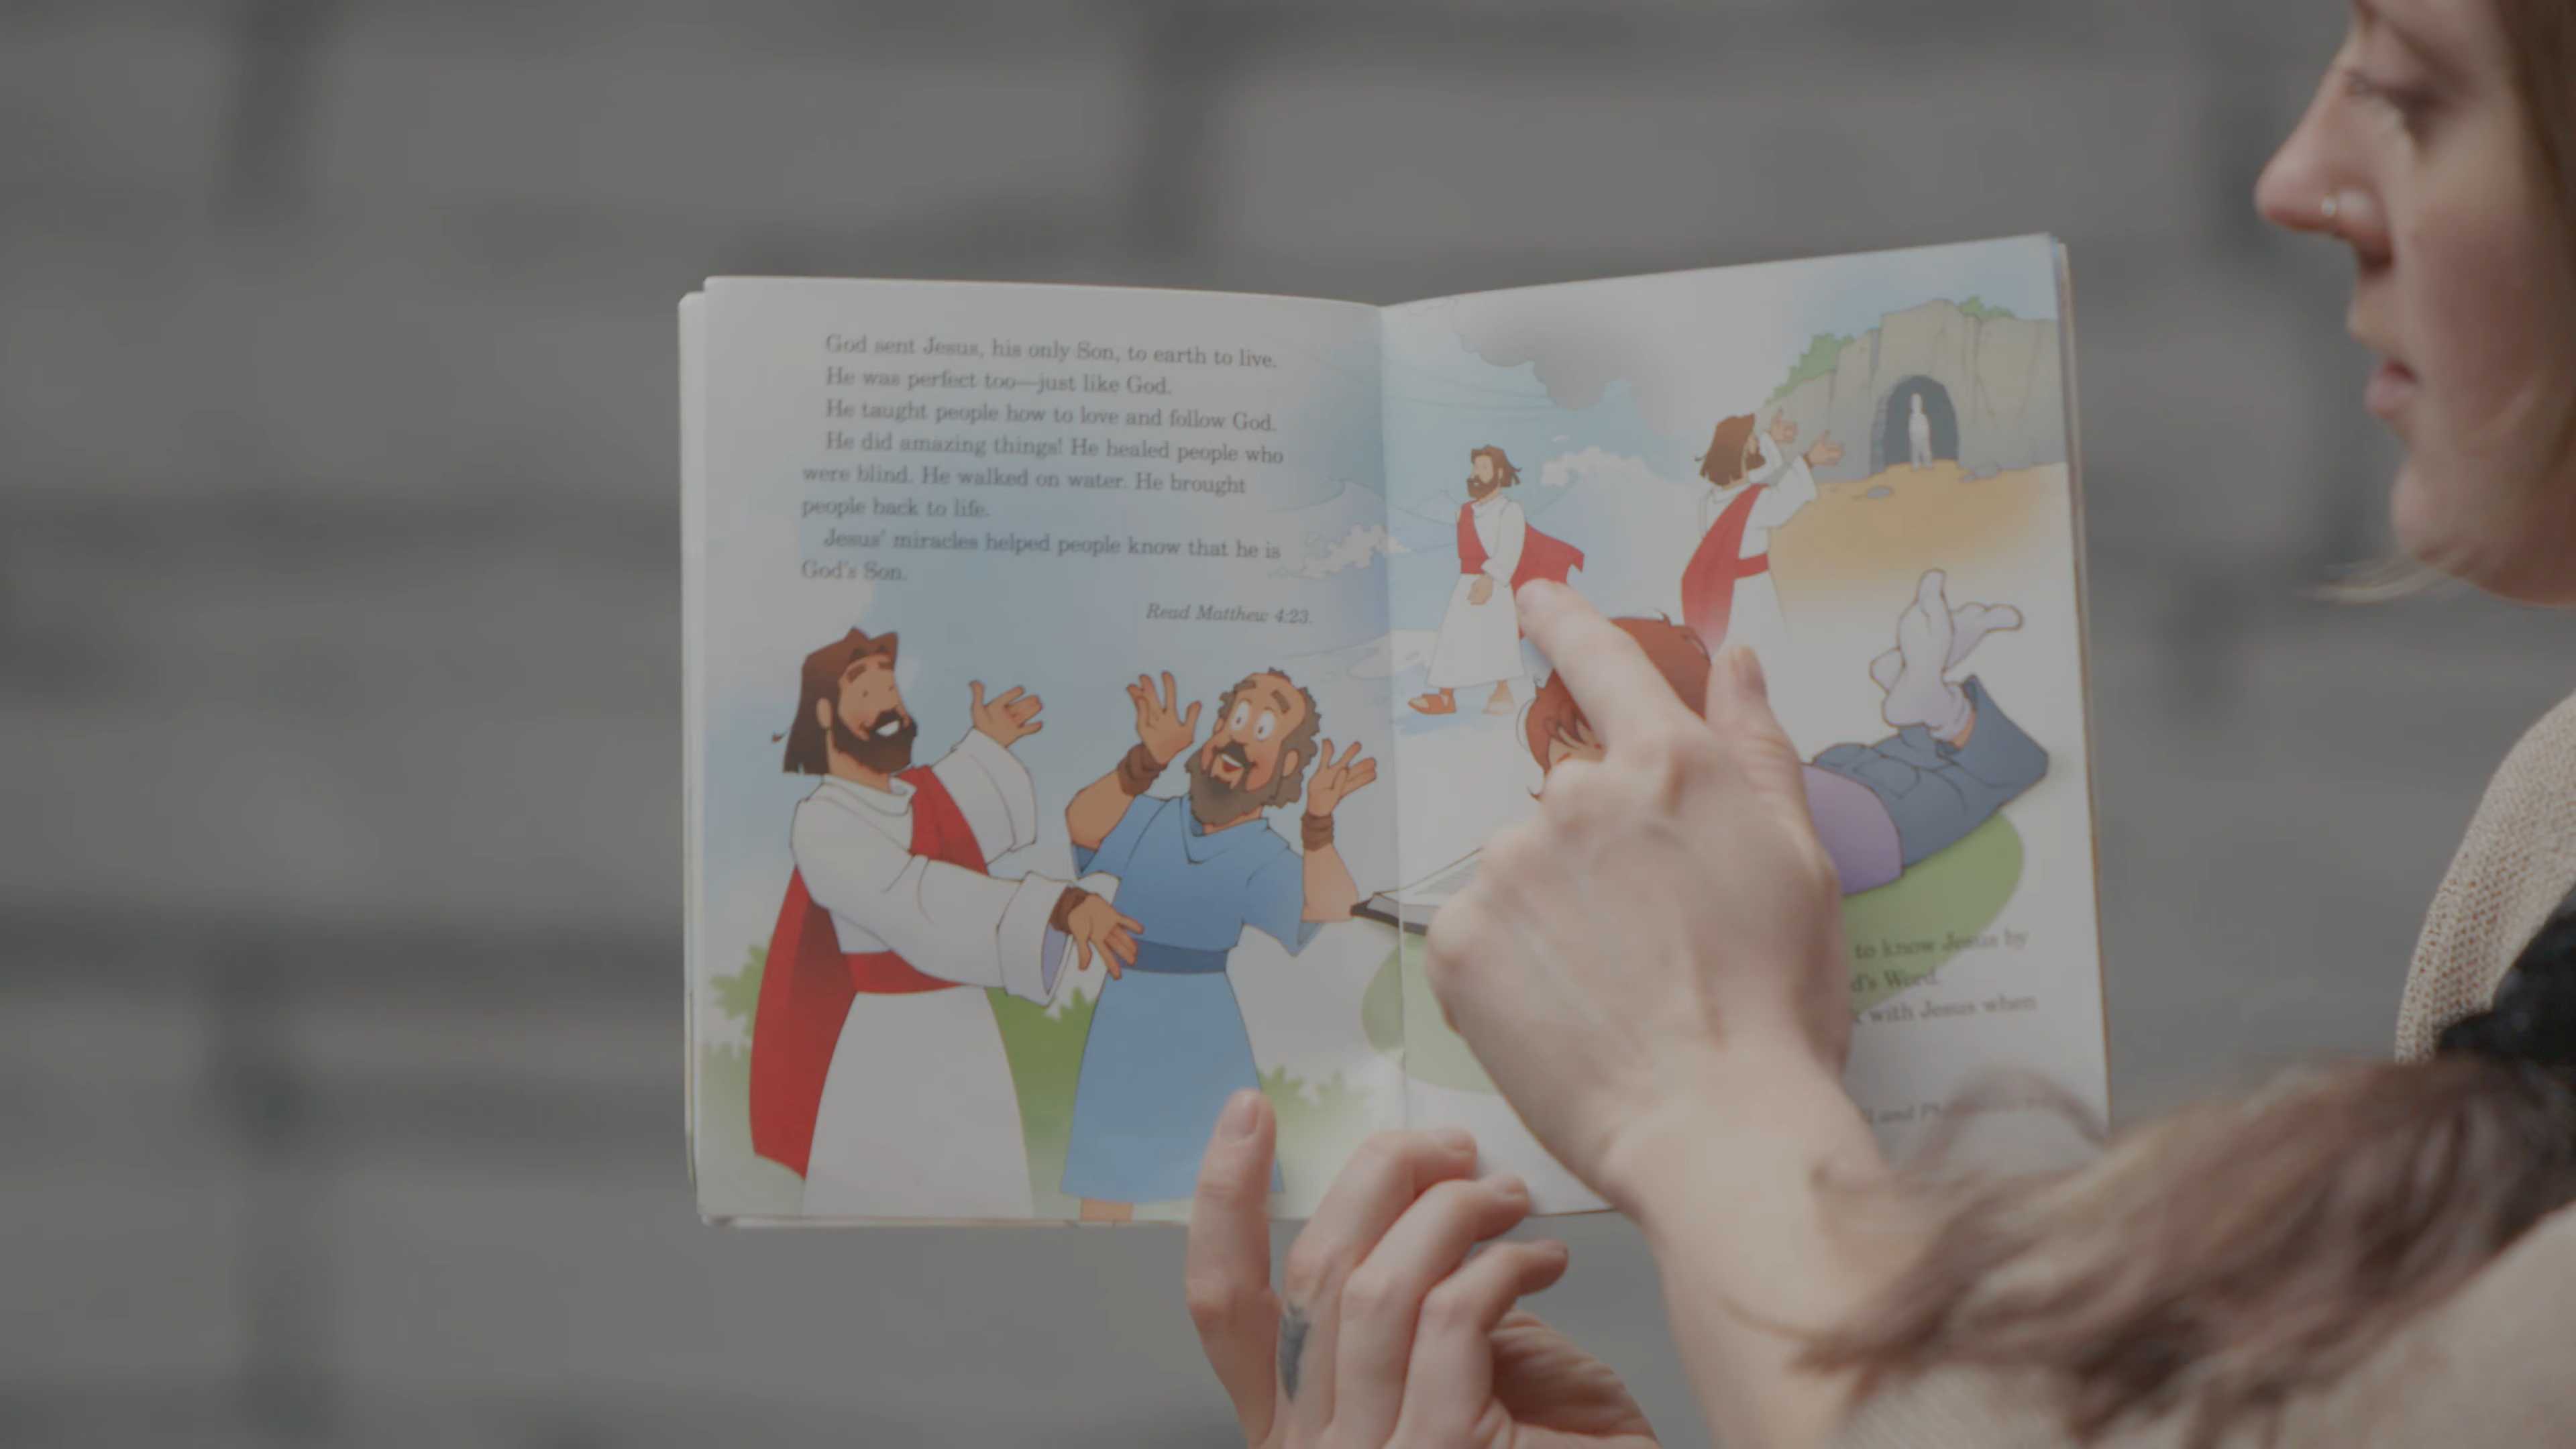 God sent Jesus, his only Son, to earth to live.
He was perfect too—just like God.
He taught people how to love and follow God.
He did amazing things! He healed people who
were blind. He walked on water. He brought
people back to life.
Jesus' miracles helped people know that he is
God's Son.
Read Matthew 4:23.
to know Jesus by
d's Word.
with Jesus when
and